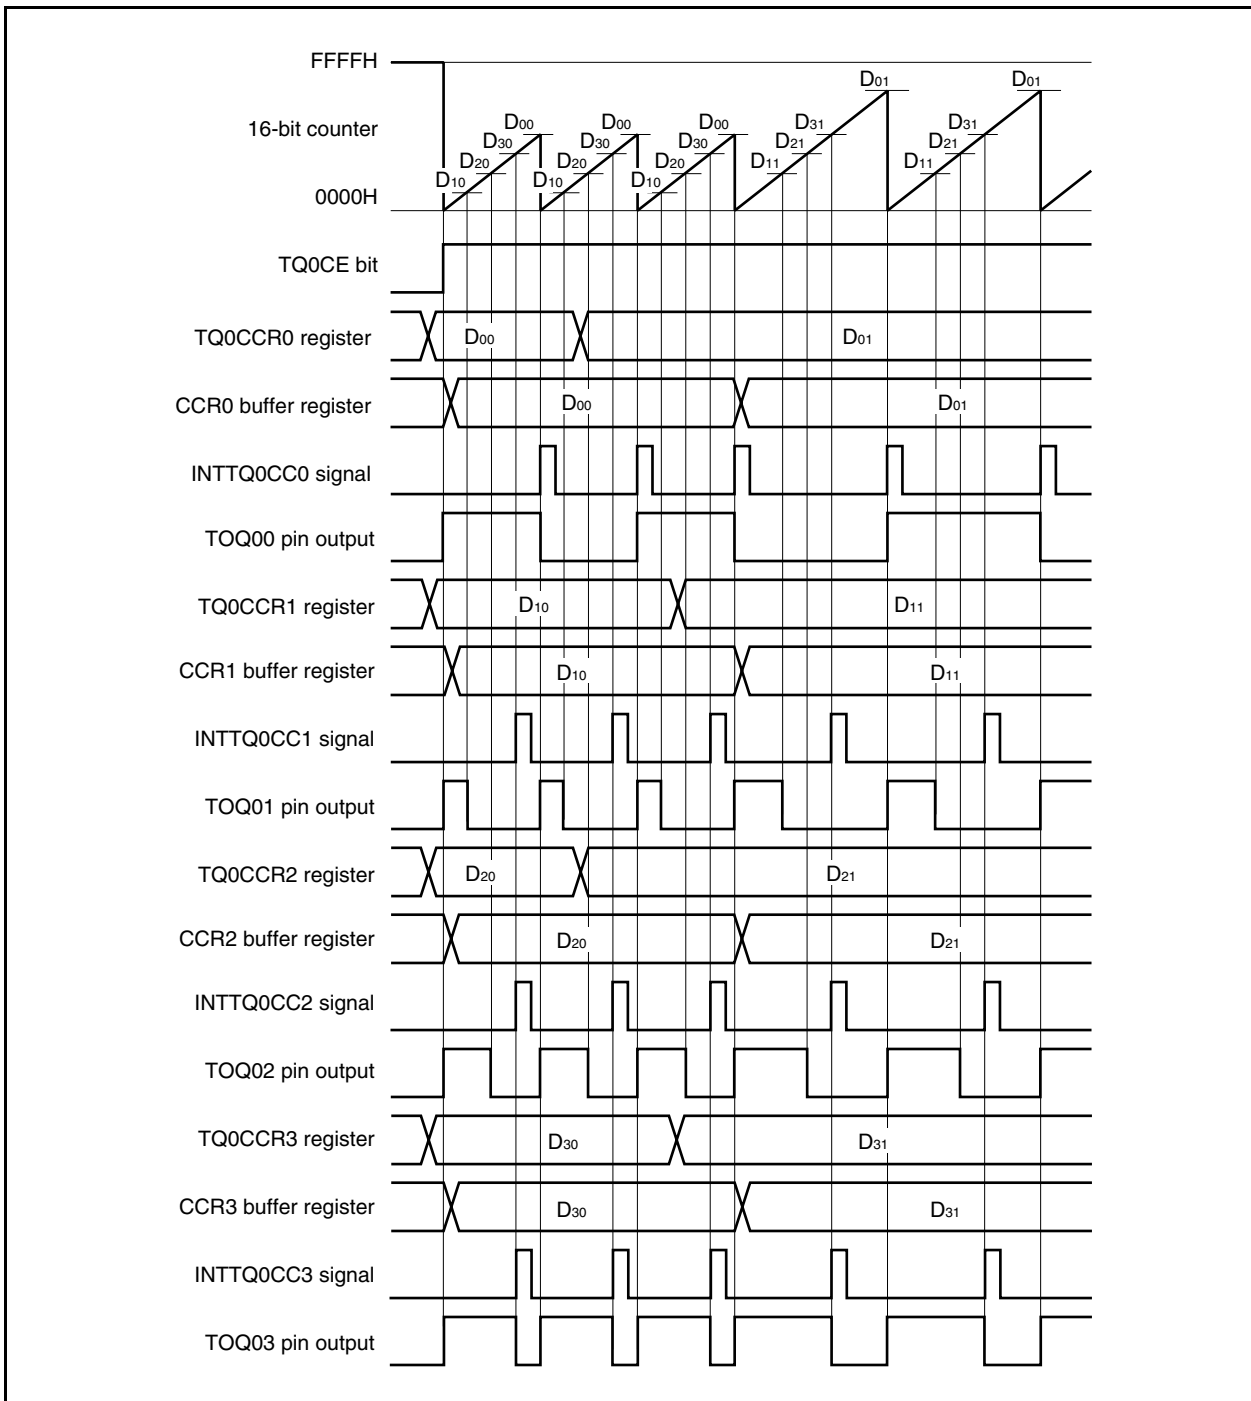 FFFFH
D01 D01
16-bit counter
D00 D00 D00 D31 D31
D30 D30 D30 D21 D21
D20 D20 D20 D11 D11
D10 D10 D10
0000H
TQ0CE bit
TQ0CCR0 register D00 D01
CCR0 buffer register D00 D01
INTTQ0CC0 signal
TOQ00 pin output
TQ0CCR1 register D10 D11
CCR1 buffer register D10 D11
INTTQ0CC1 signal
TOQ01 pin output
TQ0CCR2 register D20 D21
CCR2 buffer register D20 D21
INTTQ0CC2 signal
TOQ02 pin output
TQ0CCR3 register D30 D31
CCR3 buffer register D30 D31
INTTQ0CC3 signal
TOQ03 pin output